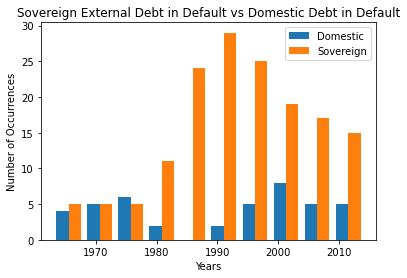 Sovereign External Debt in Default vs Domestic Debt in Default
30
25
20
15
10
5
0
Number of Occurrences
Domestic
Sovereign
1970 1980 1990 2000 2010
Years